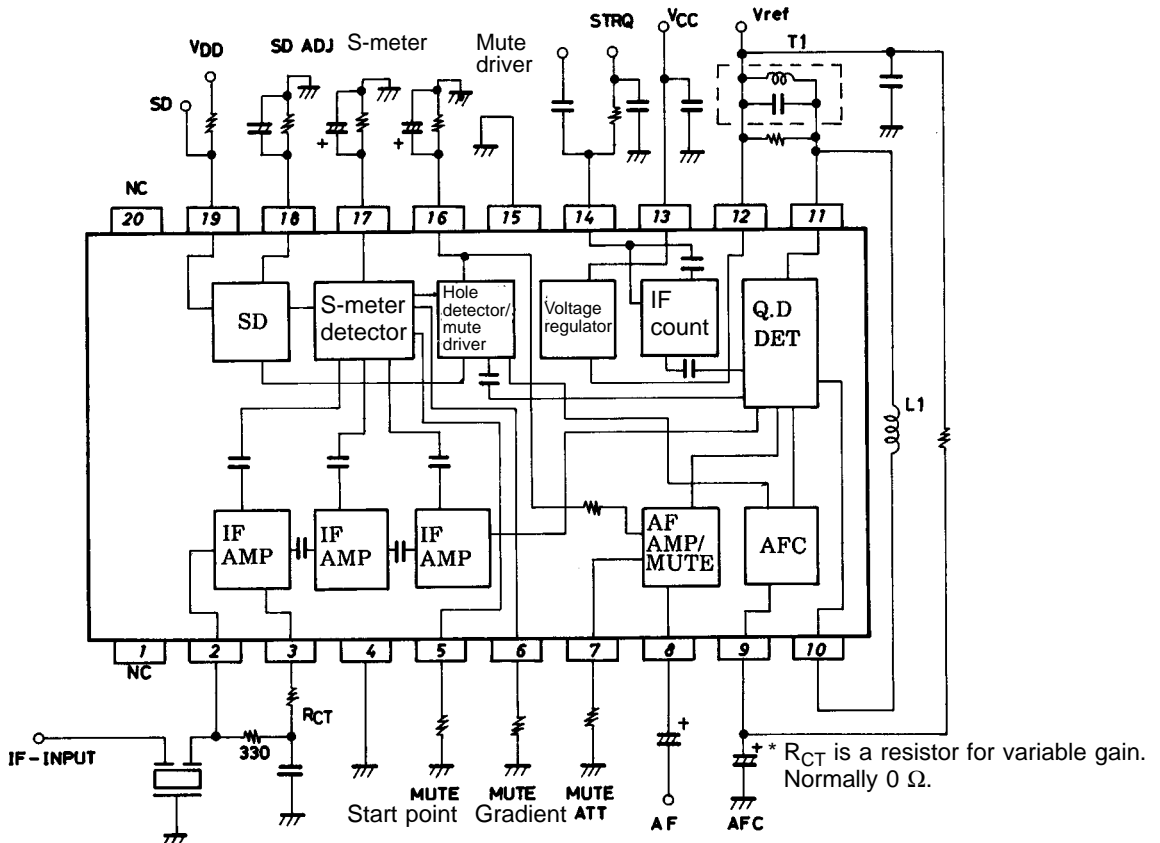 STRQ
VCC
Vref
T1
VDD
SD ADJ
S-meter
Mute
driver
SD
NC
20
19
18
17
16
15
14
13
12
11
SD
S-meter
detector
Hole
detector/
mute
driver
Voltage
regulator
IF
count
Q.D
DET
L1
IF
AMP
IF
AMP
IF
AMP
AF
AMP/
MUTE
AFC
1
2
3
4
5
6
7
8
9
10
NC
RCT
330
IF-INPUT
MUTE
Start point
MUTE
Gradient
MUTE
ATT
AF
AFC
* RCT is a resistor for variable gain.
Normally 0 Ω.